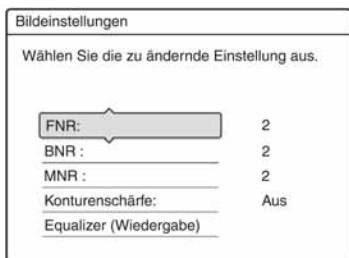 Bildeinstellungen
Wählen Sie die zu ändernde Einstellung aus.
FNR: 2
BNR : 2
MNR : 2
Konturenschärfe: Aus
Equalizer (Wiedergabe)